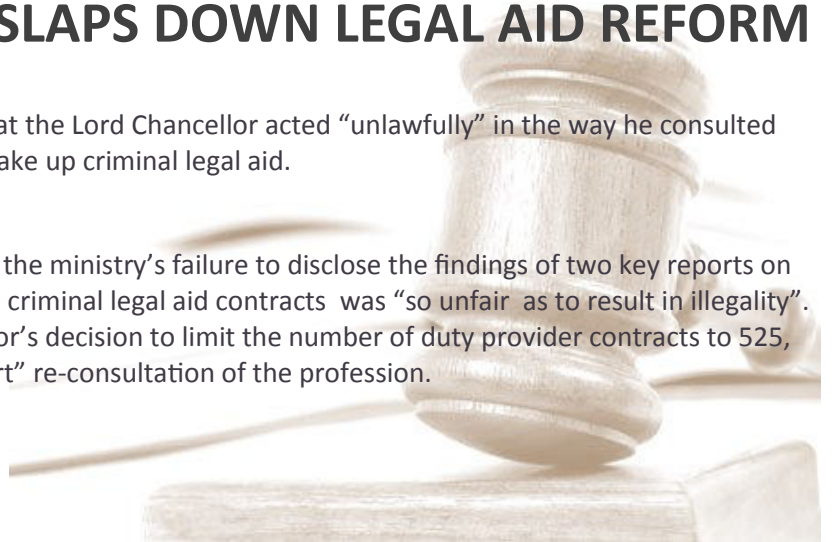 SLAPS DOWN LEGAL AID REFORM
at the Lord Chancellor acted “unlawfully” in the way he consulted
ake up criminal legal aid.
the ministry’s failure to disclose the findings of two key reports on
criminal legal aid contracts  was “so unfair  as to result in illegality”.
or’s decision to limit the number of duty provider contracts to 525,
rt” re-consultation of the profession.